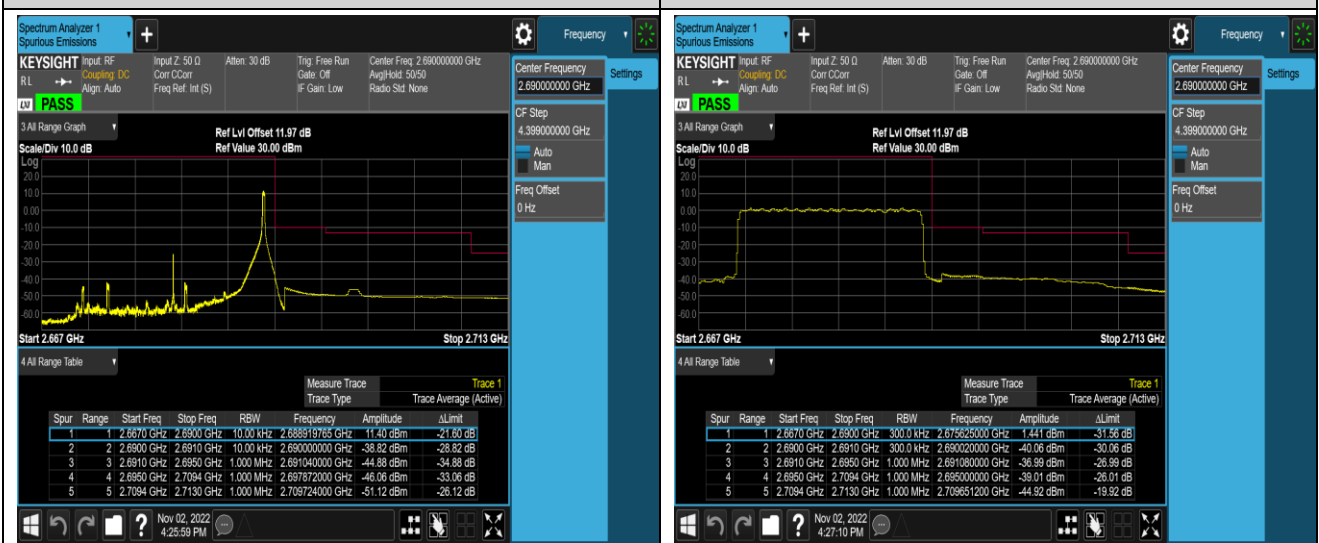 Spectrum Analyzer 1
Spurious Emissions
+
Frequency
KEYSIGHT
RL
Input: RF
Coupling: DC
Align: Auto
Input Z: 50 Ω
Corr CCorr
Freq Ref: Int (S)
Atten: 30 dB
Trig: Free Run
Gate: Off
IF Gain: Low
Center Freq: 2.690000000 GHz
Avg|Hold: 50/50
Radio Std: None
PASS
Center Frequency
2.690000000 GHz
Settings
CF Step
4.399000000 GHz
Auto
Man
Freq Offset
0 Hz
3 All Range Graph
Ref Lvl Offset 11.97 dB
Scale/Div 10.0 dB
Ref Value 30.00 dBm
Log
20.0
10.0
0.00
-10.0
-20.0
-30.0
-40.0
-50.0
-60.0
Start 2.667 GHz
Stop 2.713 GHz
4 All Range Table
Measure Trace Trace 1
Trace Type Trace Average (Active)
Spur Range Start Freq Stop Freq RBW Frequency Amplitude ΔLimit
1 1 2.6670 GHz 2.6900 GHz 10.00 kHz 2.688919765 GHz 11.40 dBm -21.60 dB
2 2 2.6900 GHz 2.6910 GHz 10.00 kHz 2.690000000 GHz -38.82 dBm -28.82 dB
3 3 2.6910 GHz 2.6950 GHz 1.000 MHz 2.691040000 GHz -44.88 dBm -34.88 dB
4 4 2.6950 GHz 2.7094 GHz 1.000 MHz 2.697872000 GHz -46.06 dBm -33.06 dB
5 5 2.7094 GHz 2.7130 GHz 1.000 MHz 2.709724000 GHz -51.12 dBm -26.12 dB
?
Nov 02, 2022
4:25:59 PM
Spectrum Analyzer 1
Spurious Emissions
+
Frequency
KEYSIGHT
RL
Input: RF
Coupling: DC
Align: Auto
Input Z: 50 Ω
Corr CCorr
Freq Ref: Int (S)
Atten: 30 dB
Trig: Free Run
Gate: Off
IF Gain: Low
Center Freq: 2.690000000 GHz
Avg|Hold: 50/50
Radio Std: None
PASS
Center Frequency
2.690000000 GHz
Settings
CF Step
4.399000000 GHz
Auto
Man
Freq Offset
0 Hz
3 All Range Graph
Ref Lvl Offset 11.97 dB
Scale/Div 10.0 dB
Ref Value 30.00 dBm
Log
20.0
10.0
0.00
-10.0
-20.0
-30.0
-40.0
-50.0
-60.0
Start 2.667 GHz
Stop 2.713 GHz
4 All Range Table
Measure Trace Trace 1
Trace Type Trace Average (Active)
Spur Range Start Freq Stop Freq RBW Frequency Amplitude ΔLimit
1 1 2.6670 GHz 2.6900 GHz 300.0 kHz 2.675625000 GHz 1.441 dBm -31.56 dB
2 2 2.6900 GHz 2.6910 GHz 300.0 kHz 2.690020000 GHz -40.06 dBm -30.06 dB
3 3 2.6910 GHz 2.6950 GHz 1.000 MHz 2.691080000 GHz -36.99 dBm -26.99 dB
4 4 2.6950 GHz 2.7094 GHz 1.000 MHz 2.695000000 GHz -39.01 dBm -26.01 dB
5 5 2.7094 GHz 2.7130 GHz 1.000 MHz 2.709651200 GHz -44.92 dBm -19.92 dB
?
Nov 02, 2022
4:27:10 PM